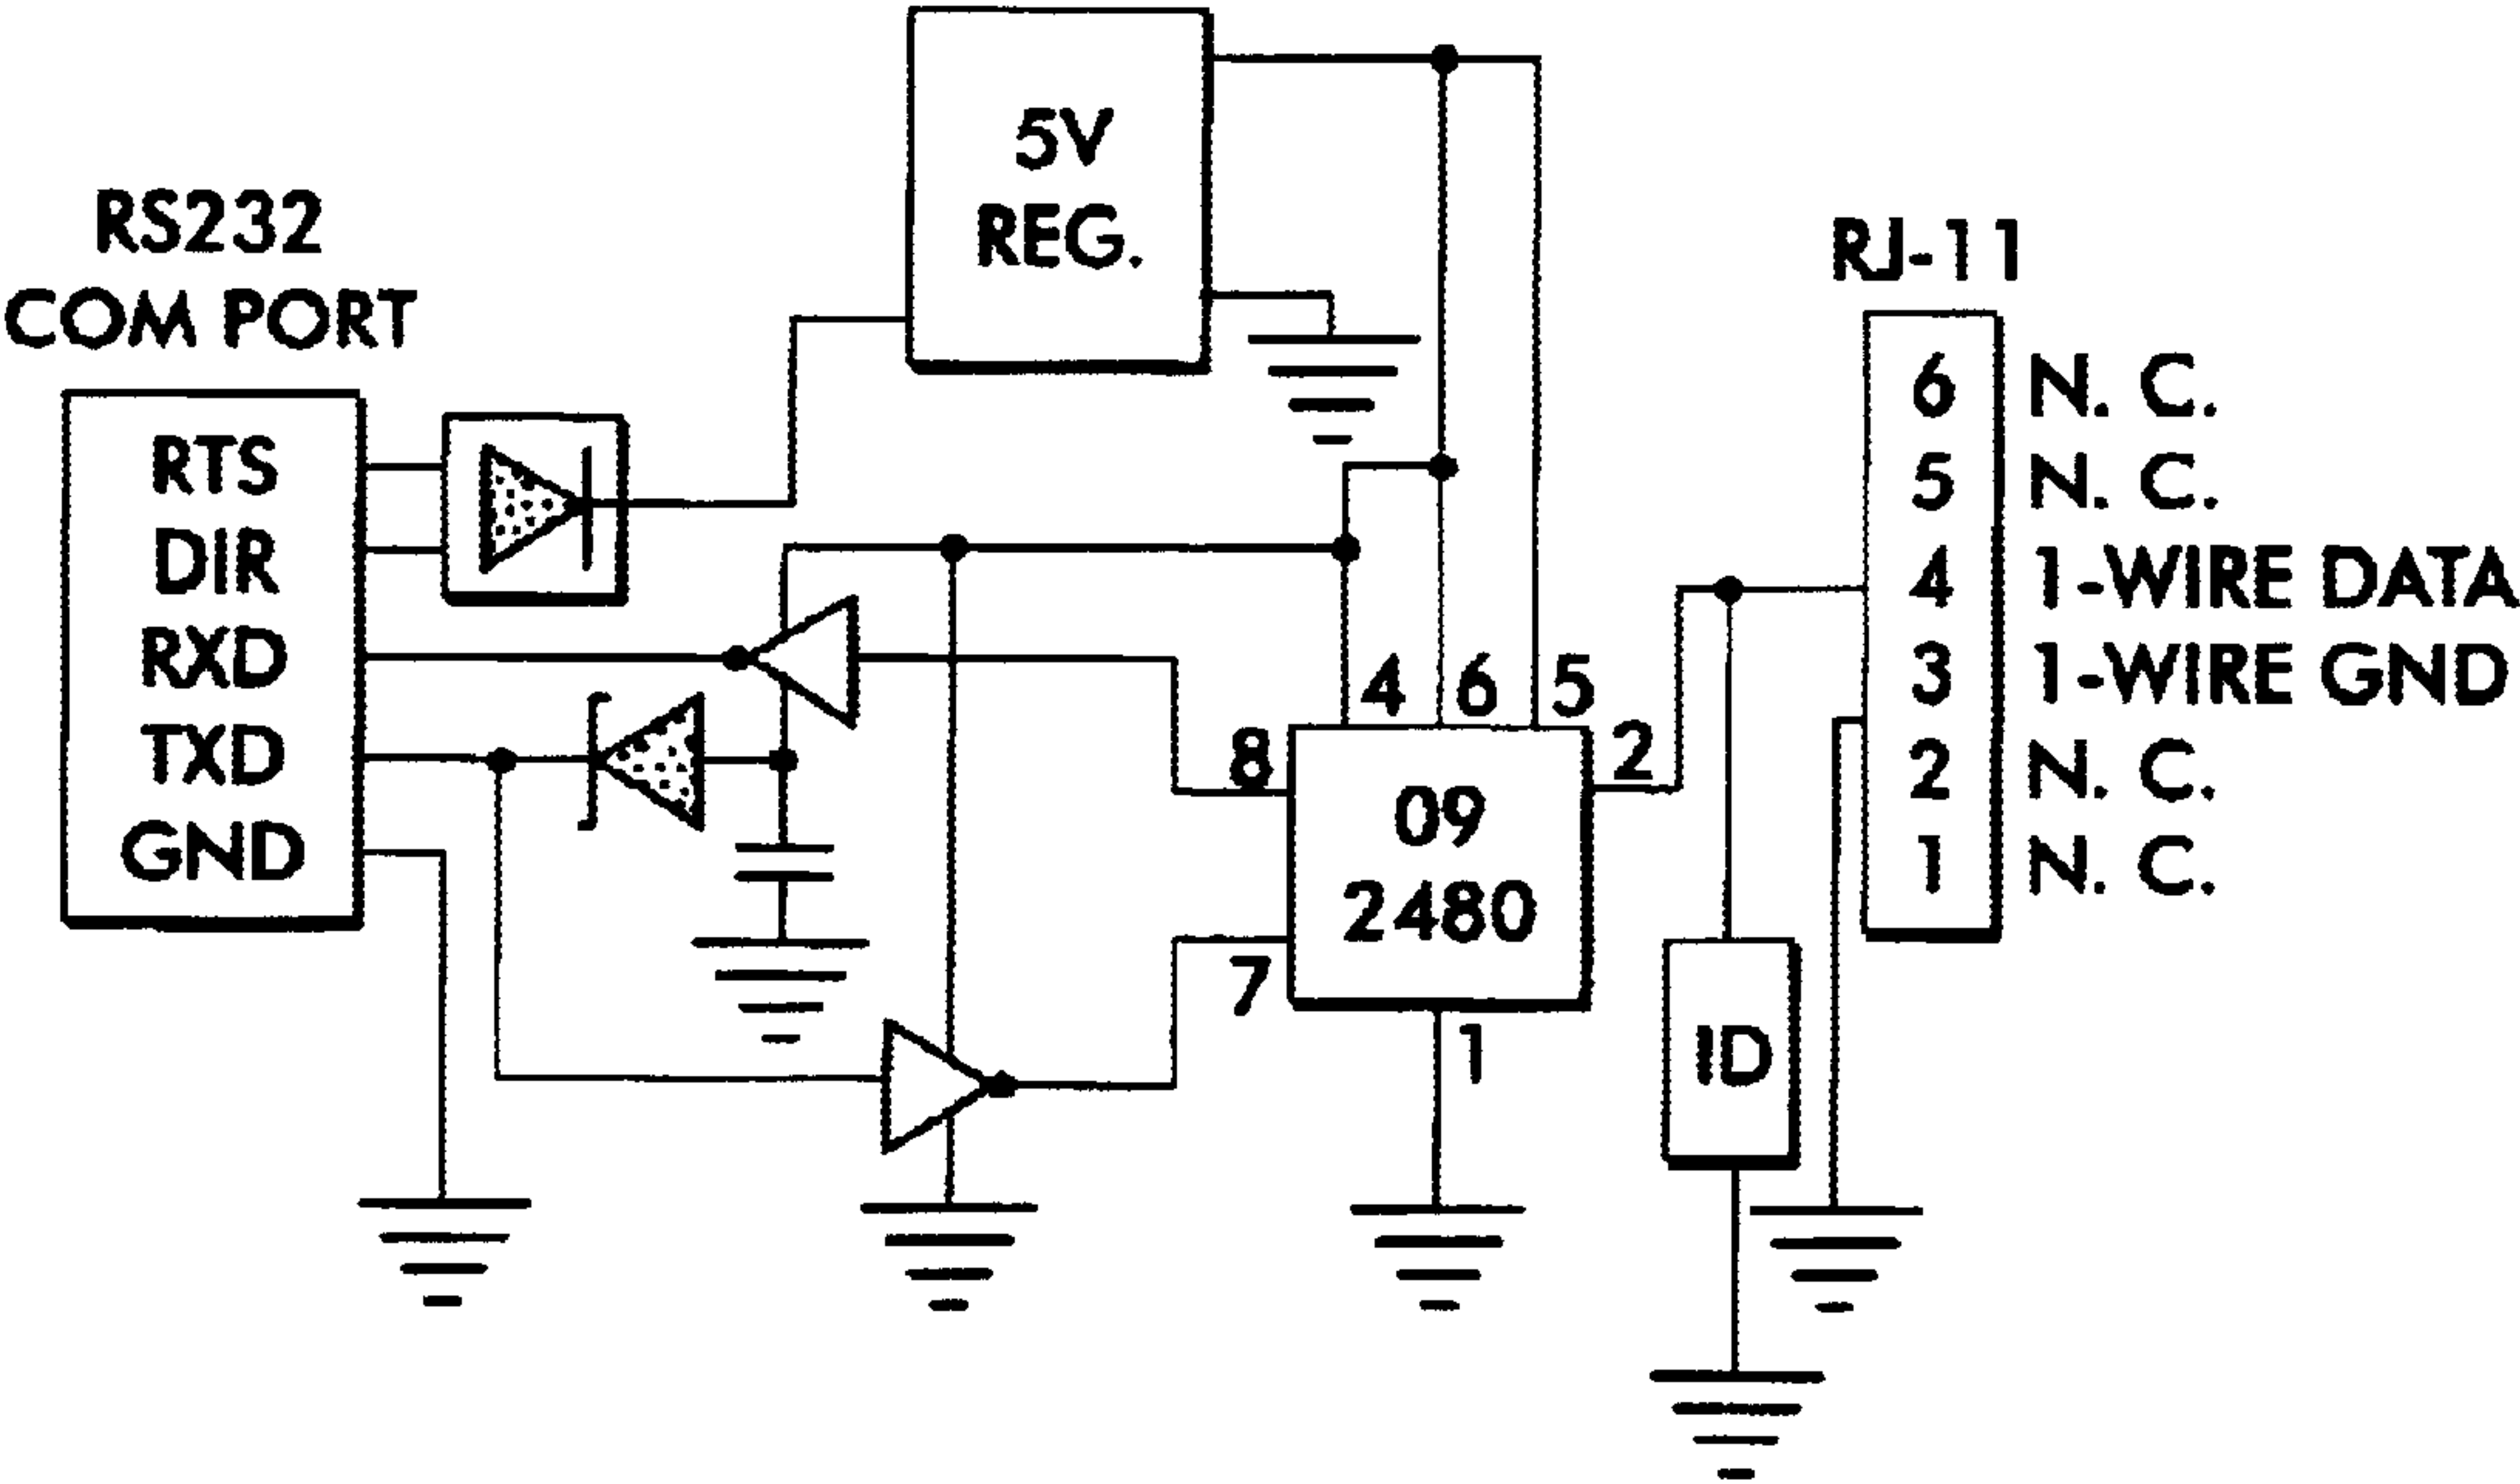 5V
REG.
RS232
COM PORT
RTS
DIR
RXD
TXD
GND
4 6 5
8
2
09
2480
7
1
ID
RJ-11
6 N. C.
5 N. C.
4 1-WIRE DATA
3 1-WIRE GND
2 N. C.
1 N. C.